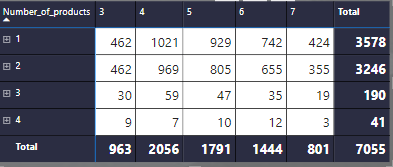 Number_of_products 3 4 5 6 7 Total
1 462 1021 929 742 424 3578
2 462 969 805 655 355 3246
3 30 59 47 35 19 190
4 9 7 10 12 3 41
Total 963 2056 1791 1444 801 7055